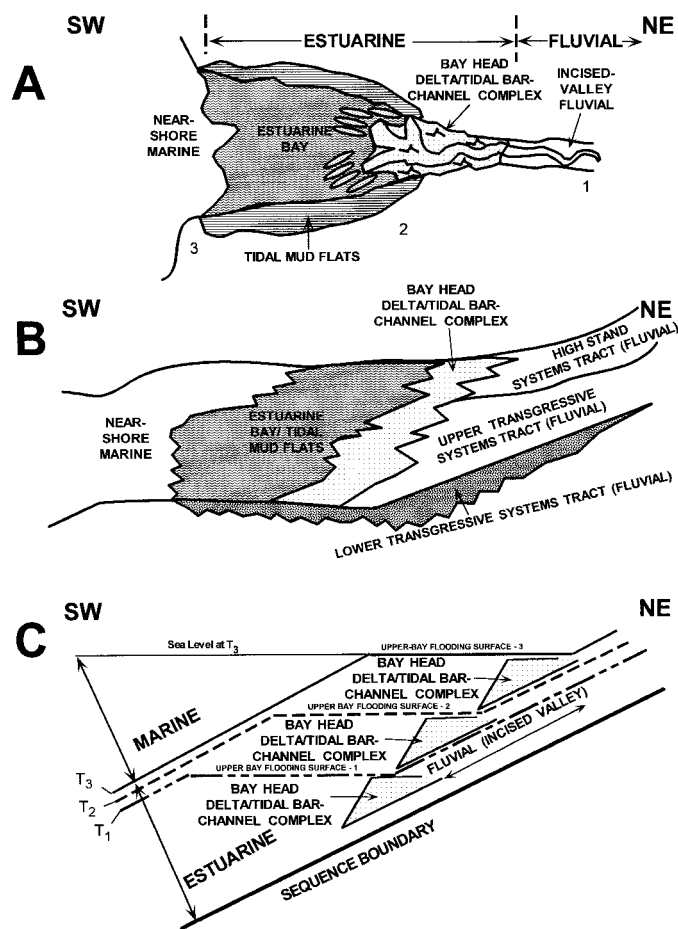 SW
ESTUARINE
FLUVIAL
NE
A
BAY HEAD
DELTA/TIDAL BAR-
CHANNEL COMPLEX
INCISED-
VALLEY
FLUVIAL
NEAR-
SHORE
MARINE
ESTUARINE
BAY
1
2
3
TIDAL MUD FLATS
SW
NE
B
BAY HEAD
DELTA/TIDAL BAR-
CHANNEL COMPLEX
HIGH STAND
SYSTEMS TRACT (FLUVIAL)
NEAR-
SHORE
MARINE
ESTUARINE
BAY/ TIDAL
MUD FLATS
UPPER TRANSGRESSIVE
SYSTEMS TRACT (FLUVIAL)
LOWER TRANSGRESSIVE SYSTEMS TRACT (FLUVIAL)
SW
NE
C
Sea Level at T3
UPPER-BAY FLOODING SURFACE - 3
BAY HEAD
DELTA/TIDAL BAR-
CHANNEL COMPLEX
MARINE
UPPER BAY FLOODING SURFACE - 2
BAY HEAD
DELTA/TIDAL BAR-
CHANNEL COMPLEX
FLUVIAL (INCISED VALLEY)
UPPER BAY FLOODING SURFACE - 1
T3
T2
T1
BAY HEAD
DELTA/TIDAL BAR-
CHANNEL COMPLEX
ESTUARINE
SEQUENCE BOUNDARY